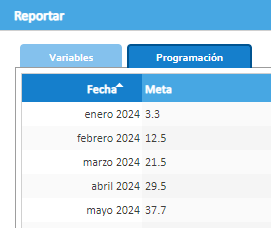 Reportar
Variables Programación
Fecha Meta
enero 2024 3.3
febrero 2024 12.5
marzo 2024 21.5
abril 2024 29.5
mayo 2024 37.7